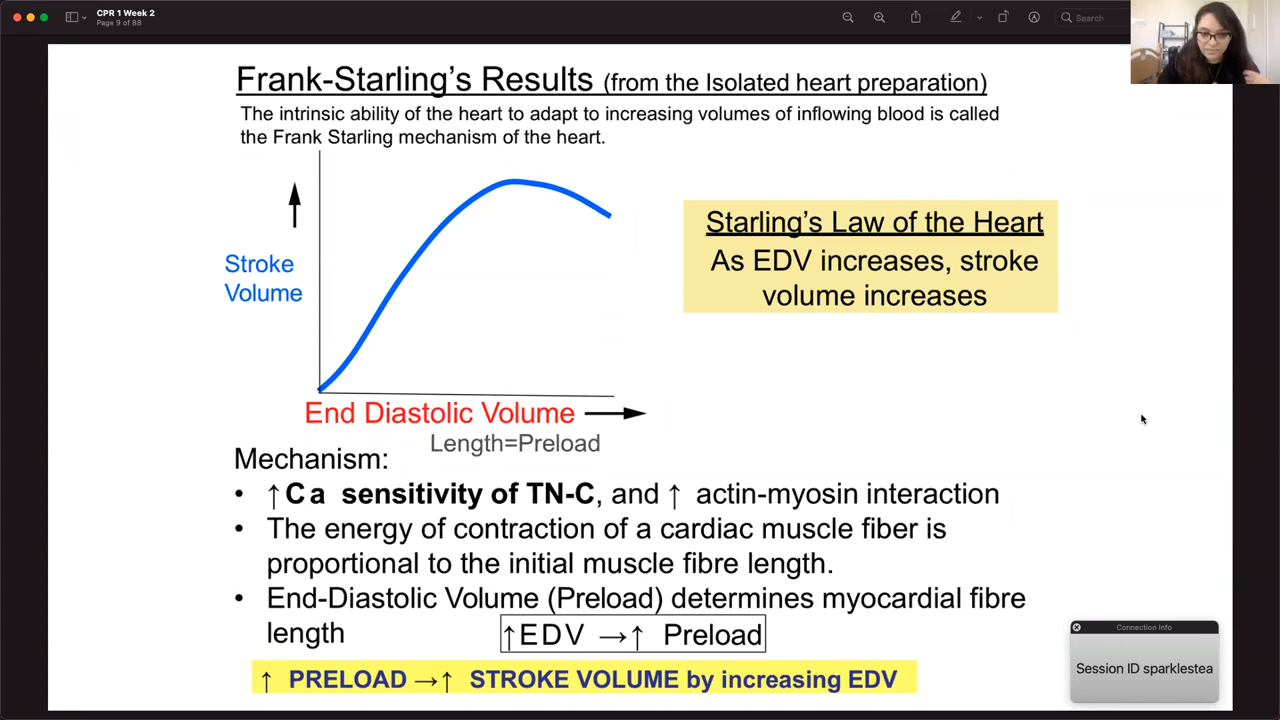 CPR 1 Week 2
Page 9 of 88
Search
Frank-Starling's Results (from the Isolated heart preparation)
The intrinsic ability of the heart to adapt to increasing volumes of inflowing blood is called
the Frank Starling mechanism of the heart.
Stroke
Volume
Starling's Law of the Heart
As EDV increases, stroke
volume increases
End Diastolic Volume
Length=Preload
Mechanism:
• ↑Ca sensitivity of TN-C, and ↑ actin-myosin interaction
• The energy of contraction of a cardiac muscle fiber is
proportional to the initial muscle fibre length.
• End-Diastolic Volume (Preload) determines myocardial fibre
length
↑EDV →↑ Preload
↑ PRELOAD →↑ STROKE VOLUME by increasing EDV
Connection Info
Session ID sparklestea